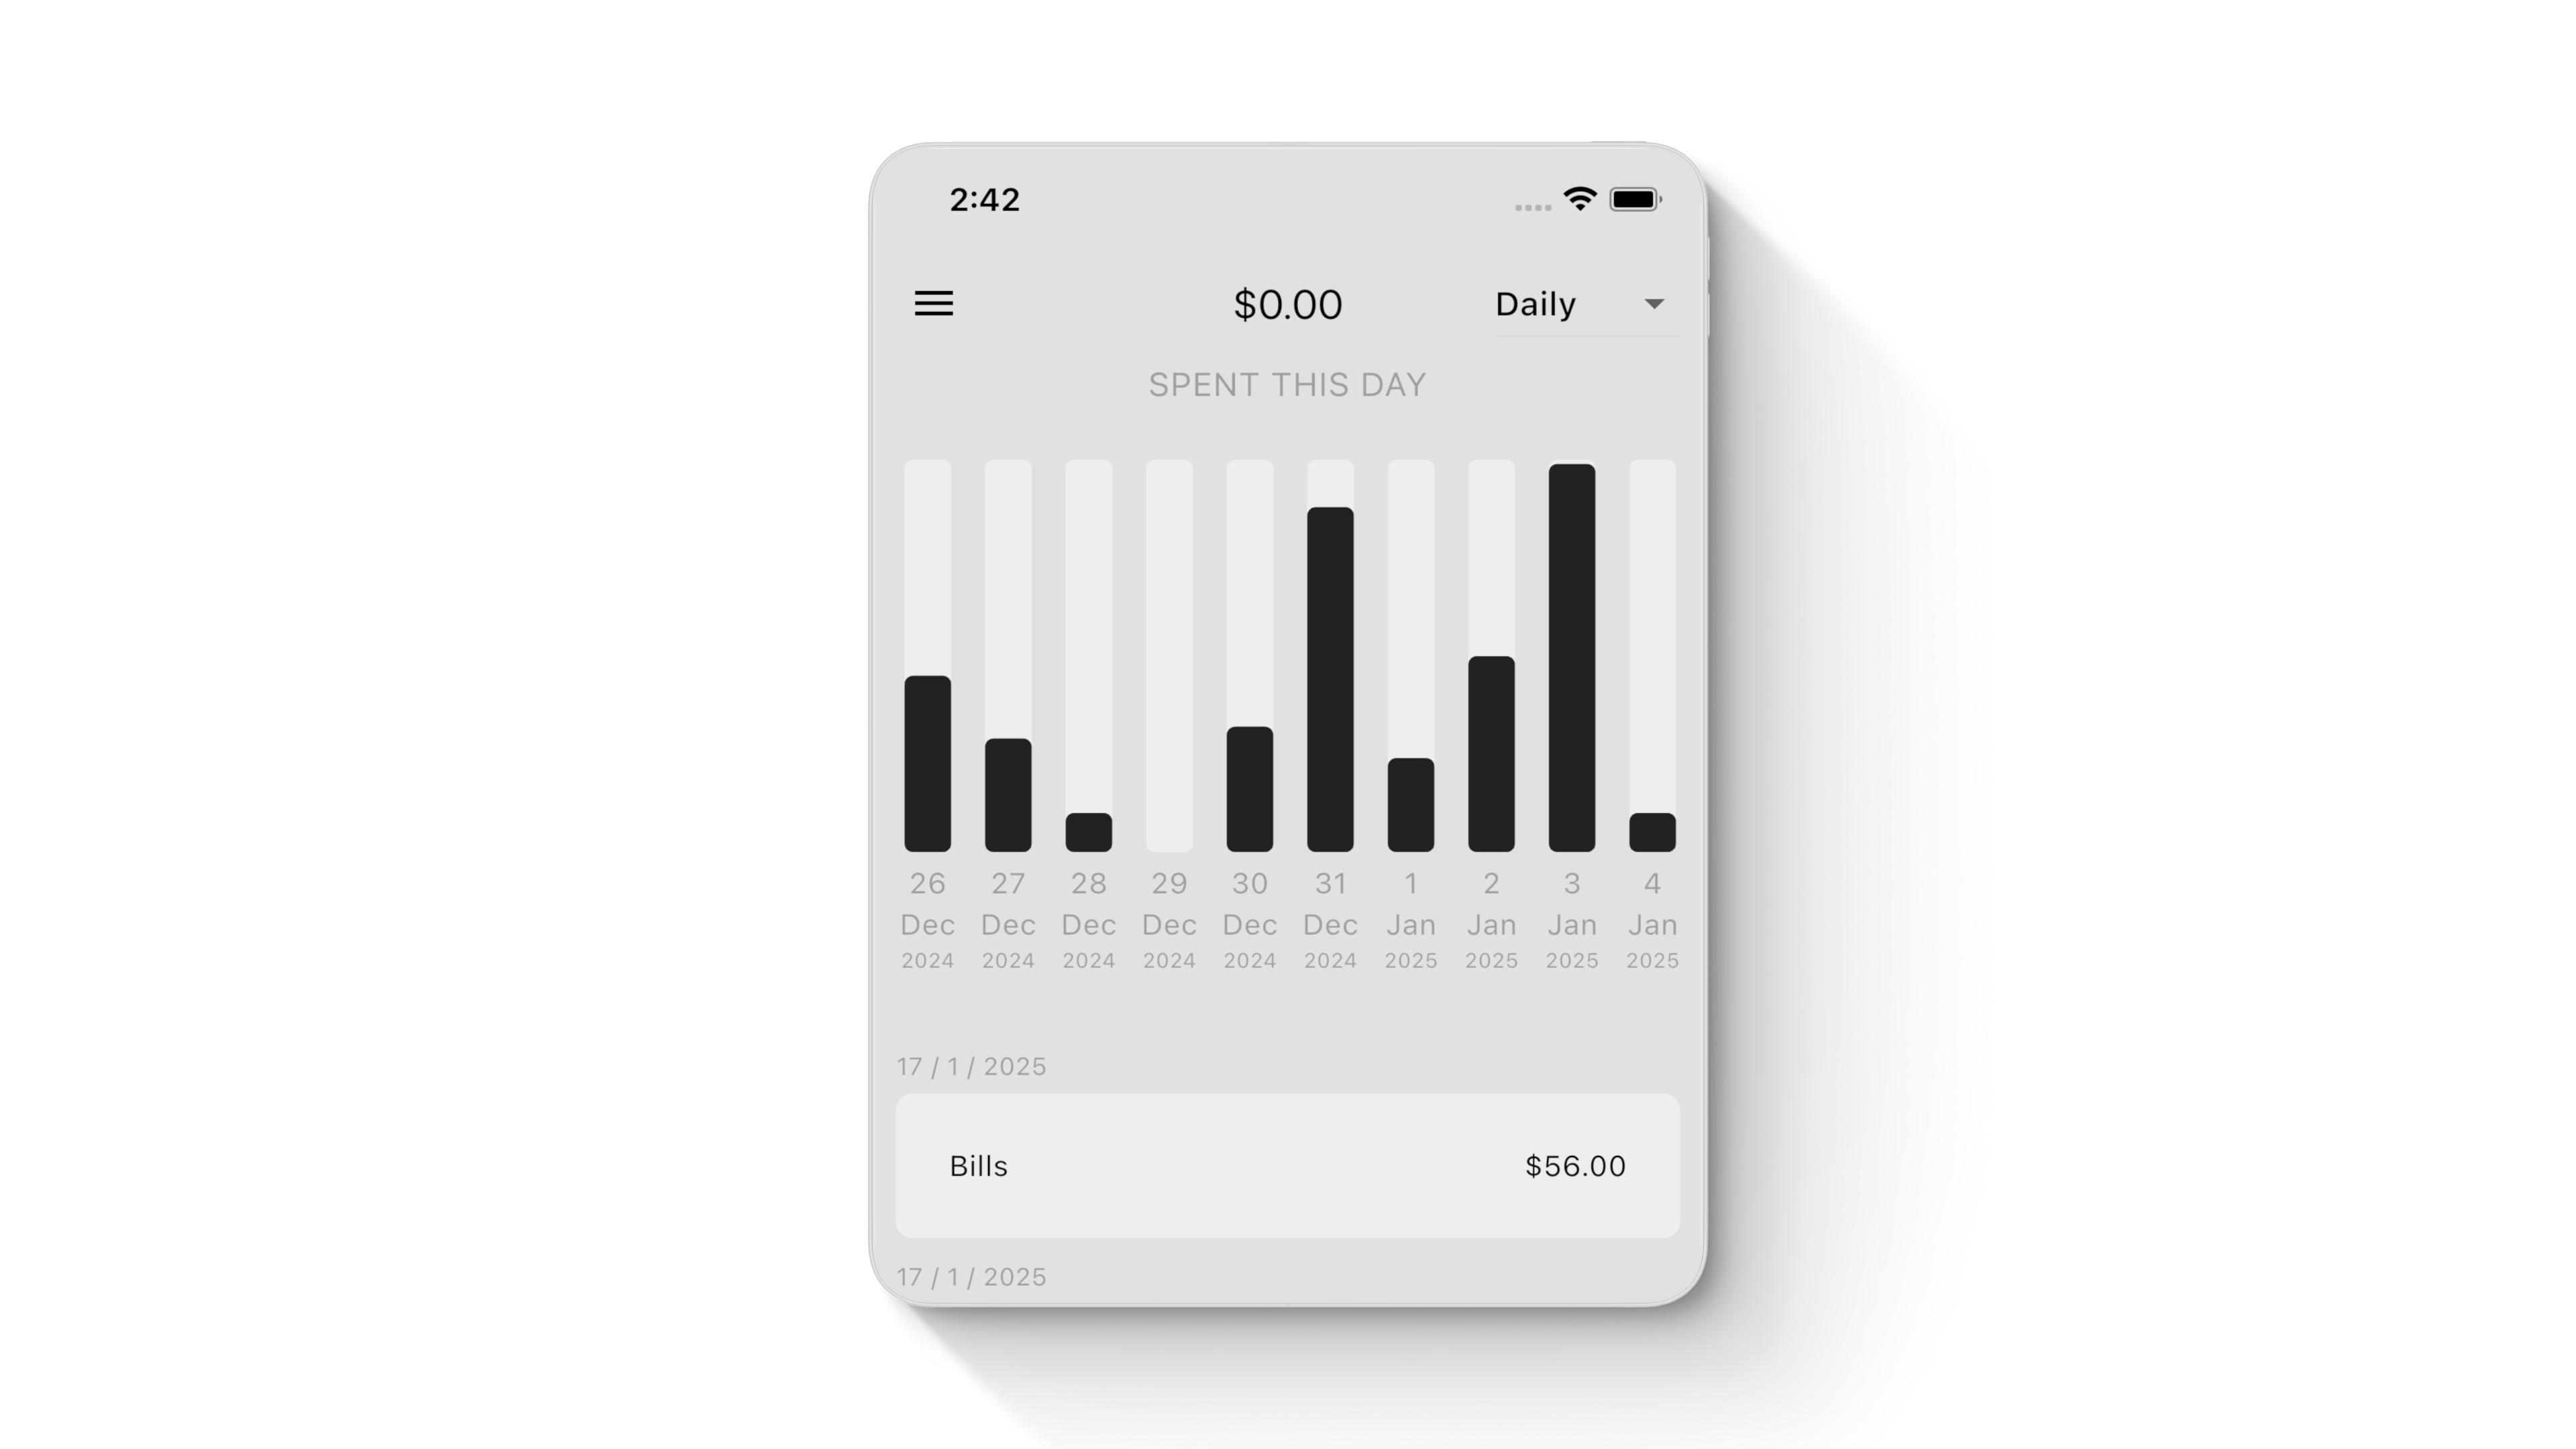 2:42
$0.00 Daily
SPENT THIS DAY
26 27 28 29 30 31 1 2 3 4
Dec Dec Dec Dec Dec Dec Jan Jan Jan Jan
2024 2024 2024 2024 2024 2024 2025 2025 2025 2025
17 / 1 / 2025
Bills $56.00
17 / 1 / 2025